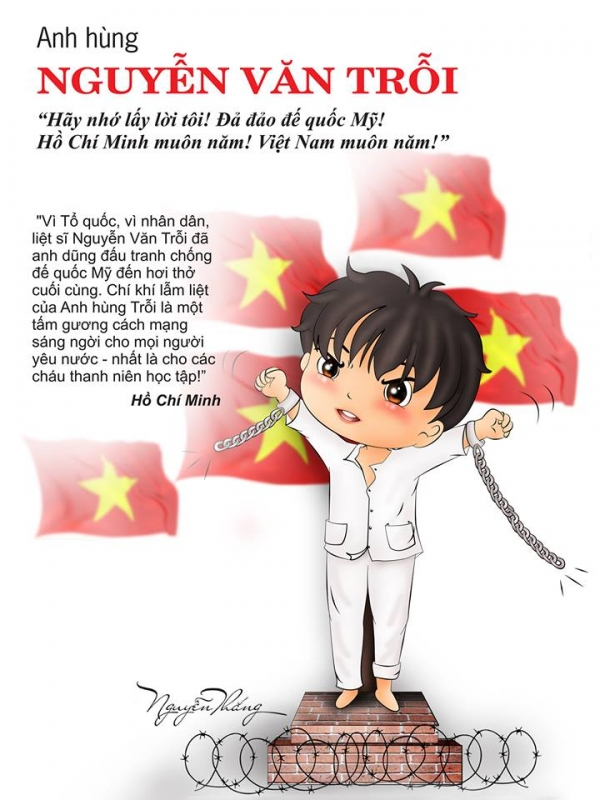 Anh hùng
NGUYỄN VĂN TRỖI
“Hãy nhớ lấy lời tôi! Đả đảo đế quốc Mỹ!
Hồ Chí Minh muôn năm! Việt Nam muôn năm!”
"Vì Tổ quốc, vì nhân dân,
liệt sĩ Nguyễn Văn Trỗi đã
anh dũng đấu tranh chống
đế quốc Mỹ đến hơi thở
cuối cùng. Chí khí lẫm liệt
của Anh hùng Trỗi là một
tấm gương cách mạng
sáng ngời cho mọi người
yêu nước - nhất là cho các
cháu thanh niên học tập!”
Hồ Chí Minh
Nguyễn Thắng